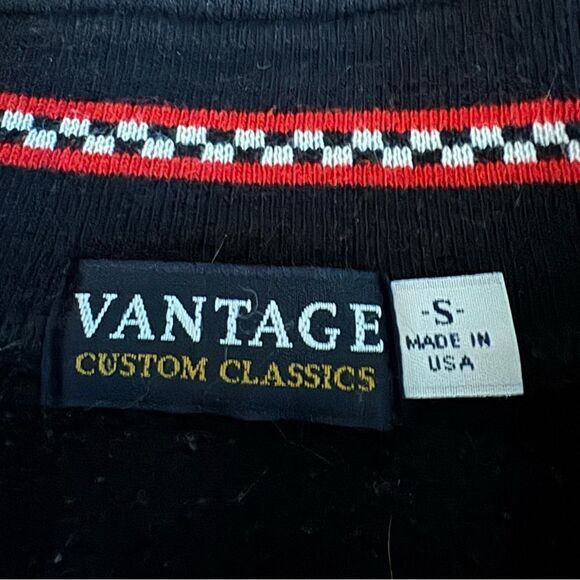 VANTAGE
CUSTOM CLASSICS
-S-
MADE IN
USA